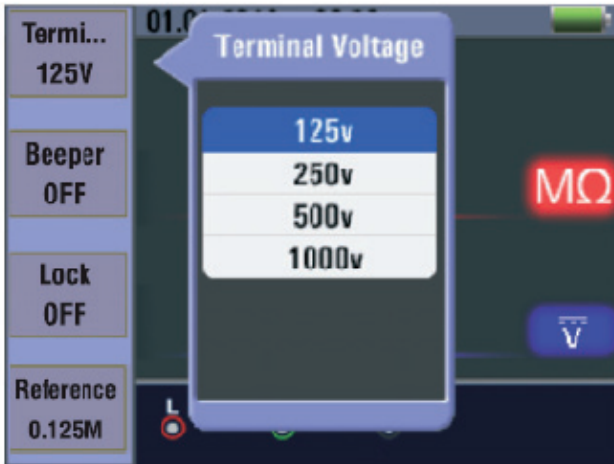 Termi...
125V
Beeper
OFF
Lock
OFF
Reference
0.125M
Terminal Voltage
125v
250v
500v
1000v
MΩ
V
L